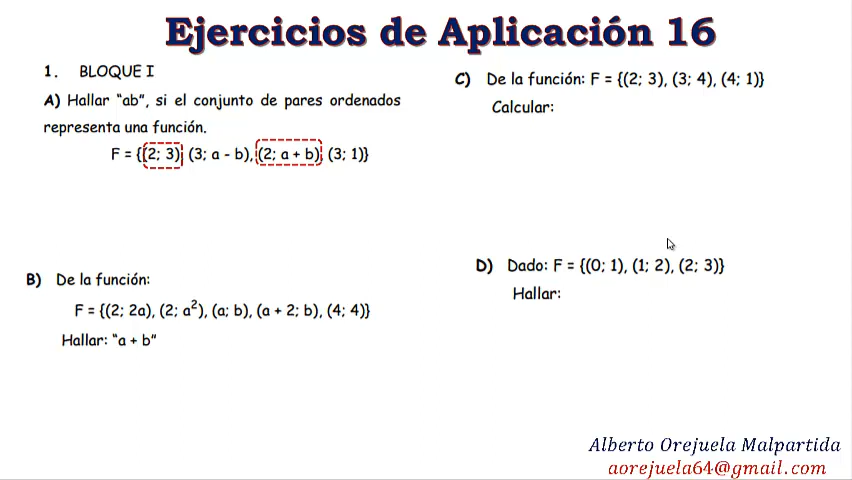 Ejercicios de Aplicación 16
1. BLOQUE I
A) Hallar “ab”, si el conjunto de pares ordenados
representa una función.
F = {(2; 3), (3; a - b), (2; a + b), (3; 1)}
B) De la función:
F = {(2; 2a), (2; a²), (a; b), (a + 2; b), (4; 4)}
Hallar: “a + b”
C) De la función: F = {(2; 3), (3; 4), (4; 1)}
Calcular:
D) Dado: F = {(0; 1), (1; 2), (2; 3)}
Hallar:
Alberto Orejuela Malpartida
aorejuela64@gmail.com